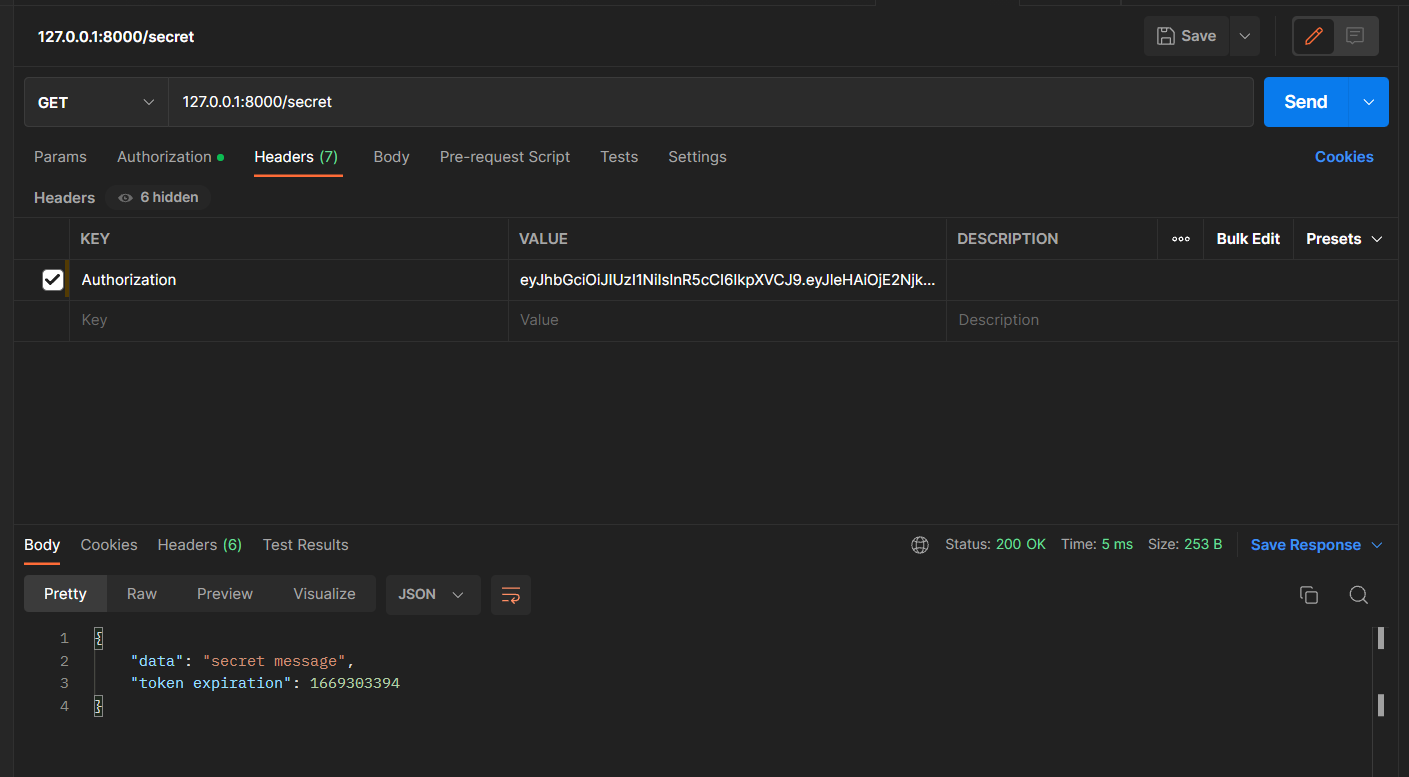 127.0.0.1:8000/secret Save
GET 127.0.0.1:8000/secret Send
Params Authorization Headers (7) Body Pre-request Script Tests Settings Cookies
Headers 6 hidden
KEY VALUE DESCRIPTION ooo Bulk Edit Presets
Authorization eyJhbGciOiJIUzI1NiIsInR5cCI6IkpXVCJ9.eyJleHAiOjE2Njk...
Key Value Description
Body Cookies Headers (6) Test Results Status: 200 OK Time: 5 ms Size: 253 B Save Response
Pretty Raw Preview Visualize JSON
1 {
2 "data": "secret message",
3 "token expiration": 1669303394
4 }